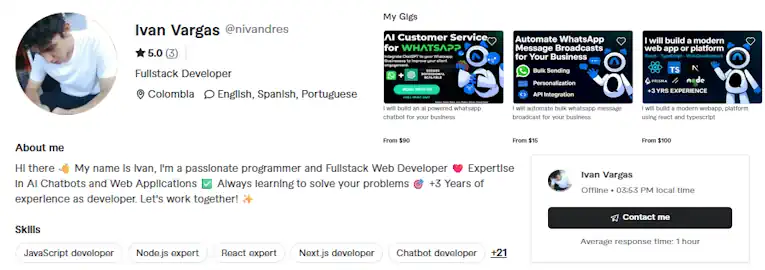 Ivan Vargas @nivandres
5.0 (3)
Fullstack Developer
Colombia English, Spanish, Portuguese
About me
Hi there 👋 My name is Ivan, I'm a passionate programmer and Fullstack Web Developer ❤️ Expertise
in AI Chatbots and Web Applications ✅ Always learning to solve your problems 🎯 +3 Years of
experience as developer. Let's work together! ✨
Skills
JavaScript developer Node.js expert React expert Next.js developer Chatbot developer +21
My Gigs
AI Customer Service
for WHATSAPP
Integrate ChatGPT to your WhatsApp
I will build an ai powered whatsapp
chatbot for your business
From $90
Automate WhatsApp
Message Broadcasts
for Your Business
Bulk Sending
Personalization
API Integration
I will automate bulk whatsapp message
broadcast for your business
From $15
I will build a modern
web app or platform
TS
node
+3 YRS EXPERIENCE
I will build a modern webapp, platform
using react and typescript
From $100
Ivan Vargas
Offline • 03:53 PM local time
Contact me
Average response time: 1 hour